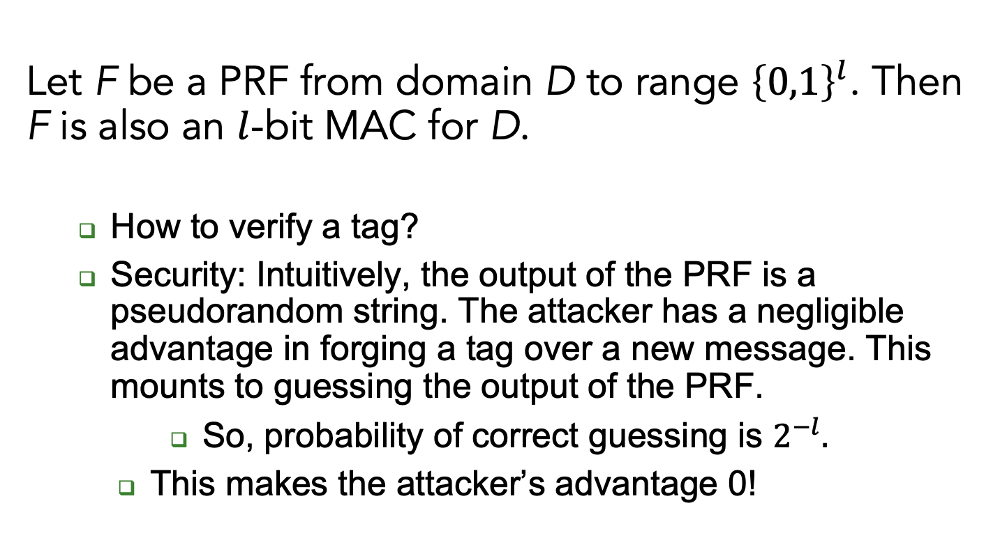 Let F be a PRF from domain D to range {0,1}ˡ. Then
F is also an l-bit MAC for D.
❑ How to verify a tag?
❑ Security: Intuitively, the output of the PRF is a
pseudorandom string. The attacker has a negligible
advantage in forging a tag over a new message. This
mounts to guessing the output of the PRF.
❑ So, probability of correct guessing is 2⁻ˡ.
❑ This makes the attacker’s advantage 0!